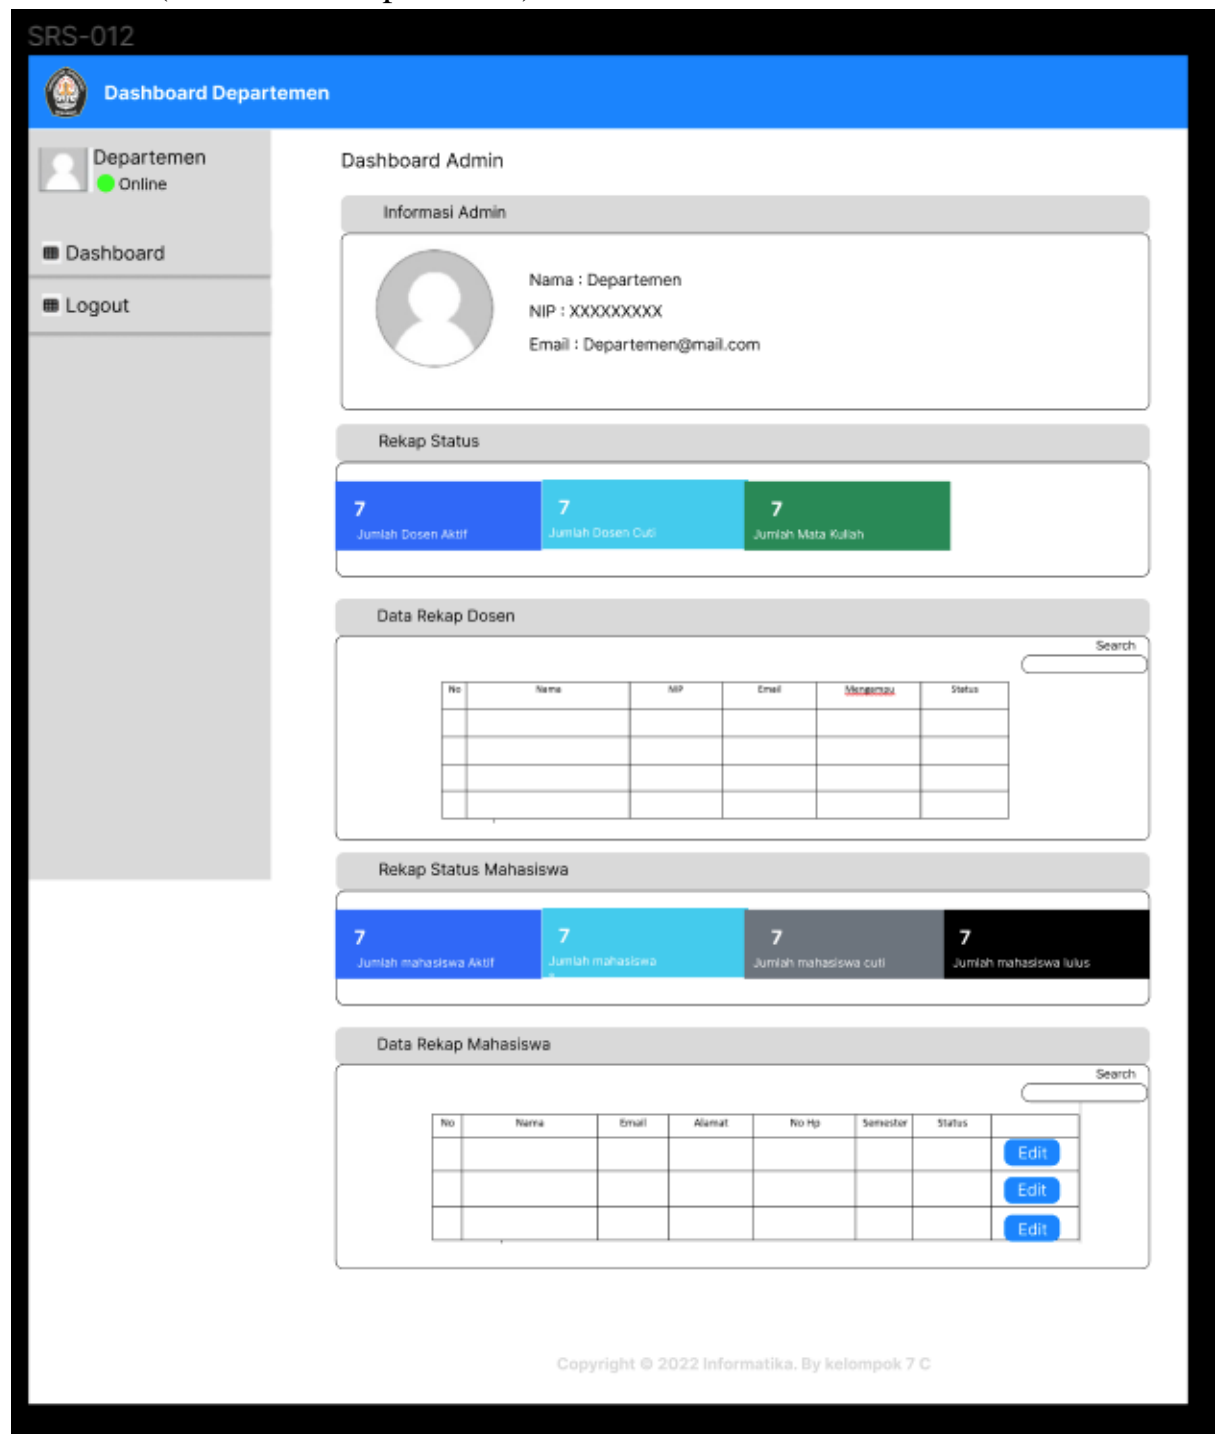 SRS-012
Dashboard Departemen
Departemen
Online
Dashboard
Logout
Dashboard Admin
Informasi Admin
Nama : Departemen
NIP : XXXXXXXXX
Email : Departemen@mail.com
Rekap Status
7 7 7
Jumlah Dosen Aktif Jumlah Dosen Cuti Jumlah Mata Kuliah
Data Rekap Dosen
Search
No Nama NIP Email Mengampu Status
Rekap Status Mahasiswa
7 7 7 7
Jumlah mahasiswa Aktif Jumlah mahasiswa Jumlah mahasiswa cuti Jumlah mahasiswa lulus
Data Rekap Mahasiswa
Search
No Nama Email Alamat No Hp Semester Status
Edit
Edit
Edit
Copyright © 2022 Informatika. By kelompok 7 C